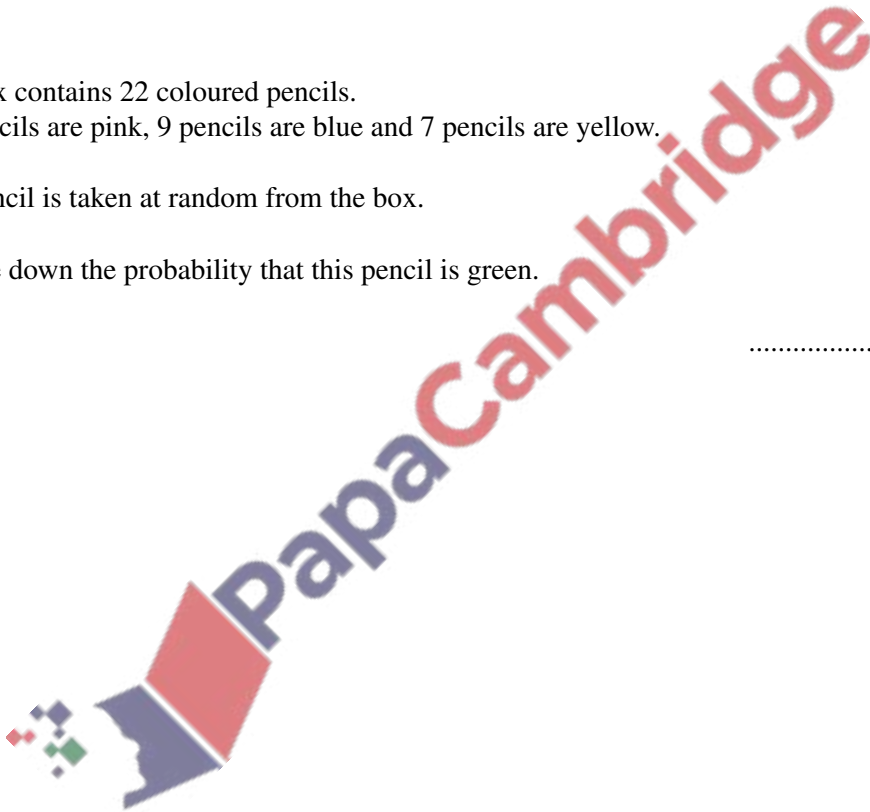 x contains 22 coloured pencils.
cils are pink, 9 pencils are blue and 7 pencils are yellow.
ncil is taken at random from the box.
e down the probability that this pencil is green.
.................
PapaCambridge